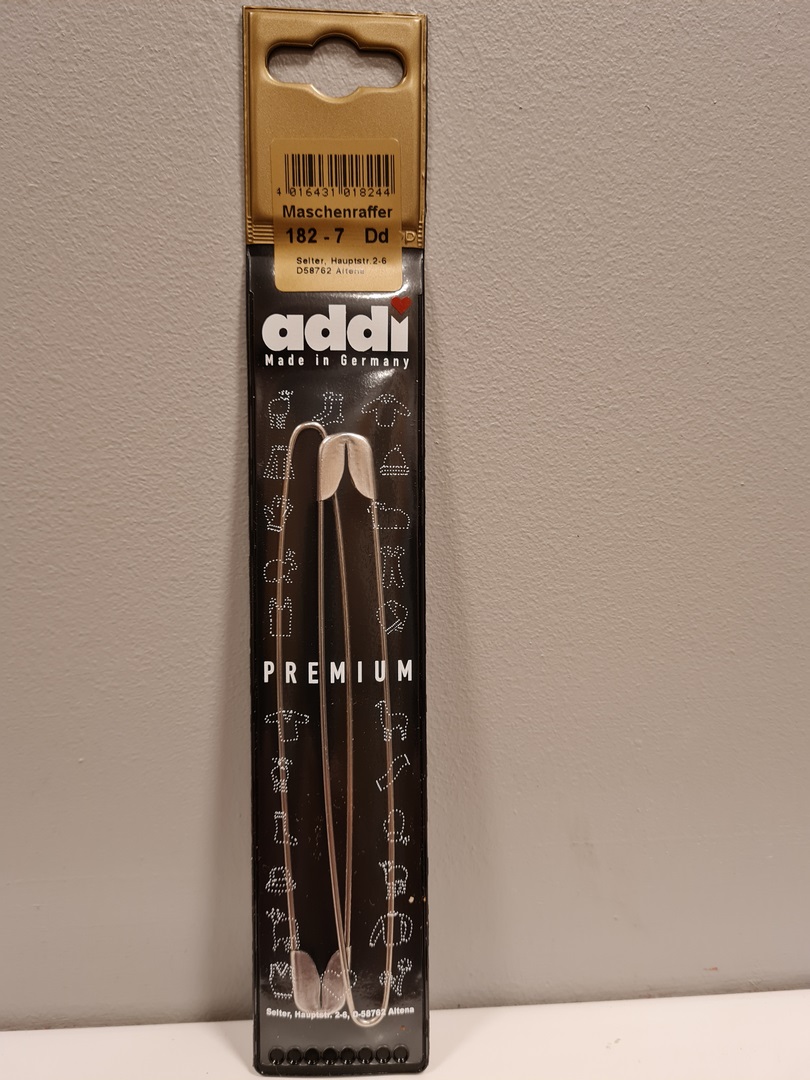 4 016431 018244
Maschenraffer
182 - 7 Dd
Selter, Hauptstr.2-6
D58762 Altena
addi
Made in Germany
PREMIUM
Selter, Hauptstr. 2-6, D-58762 Altena